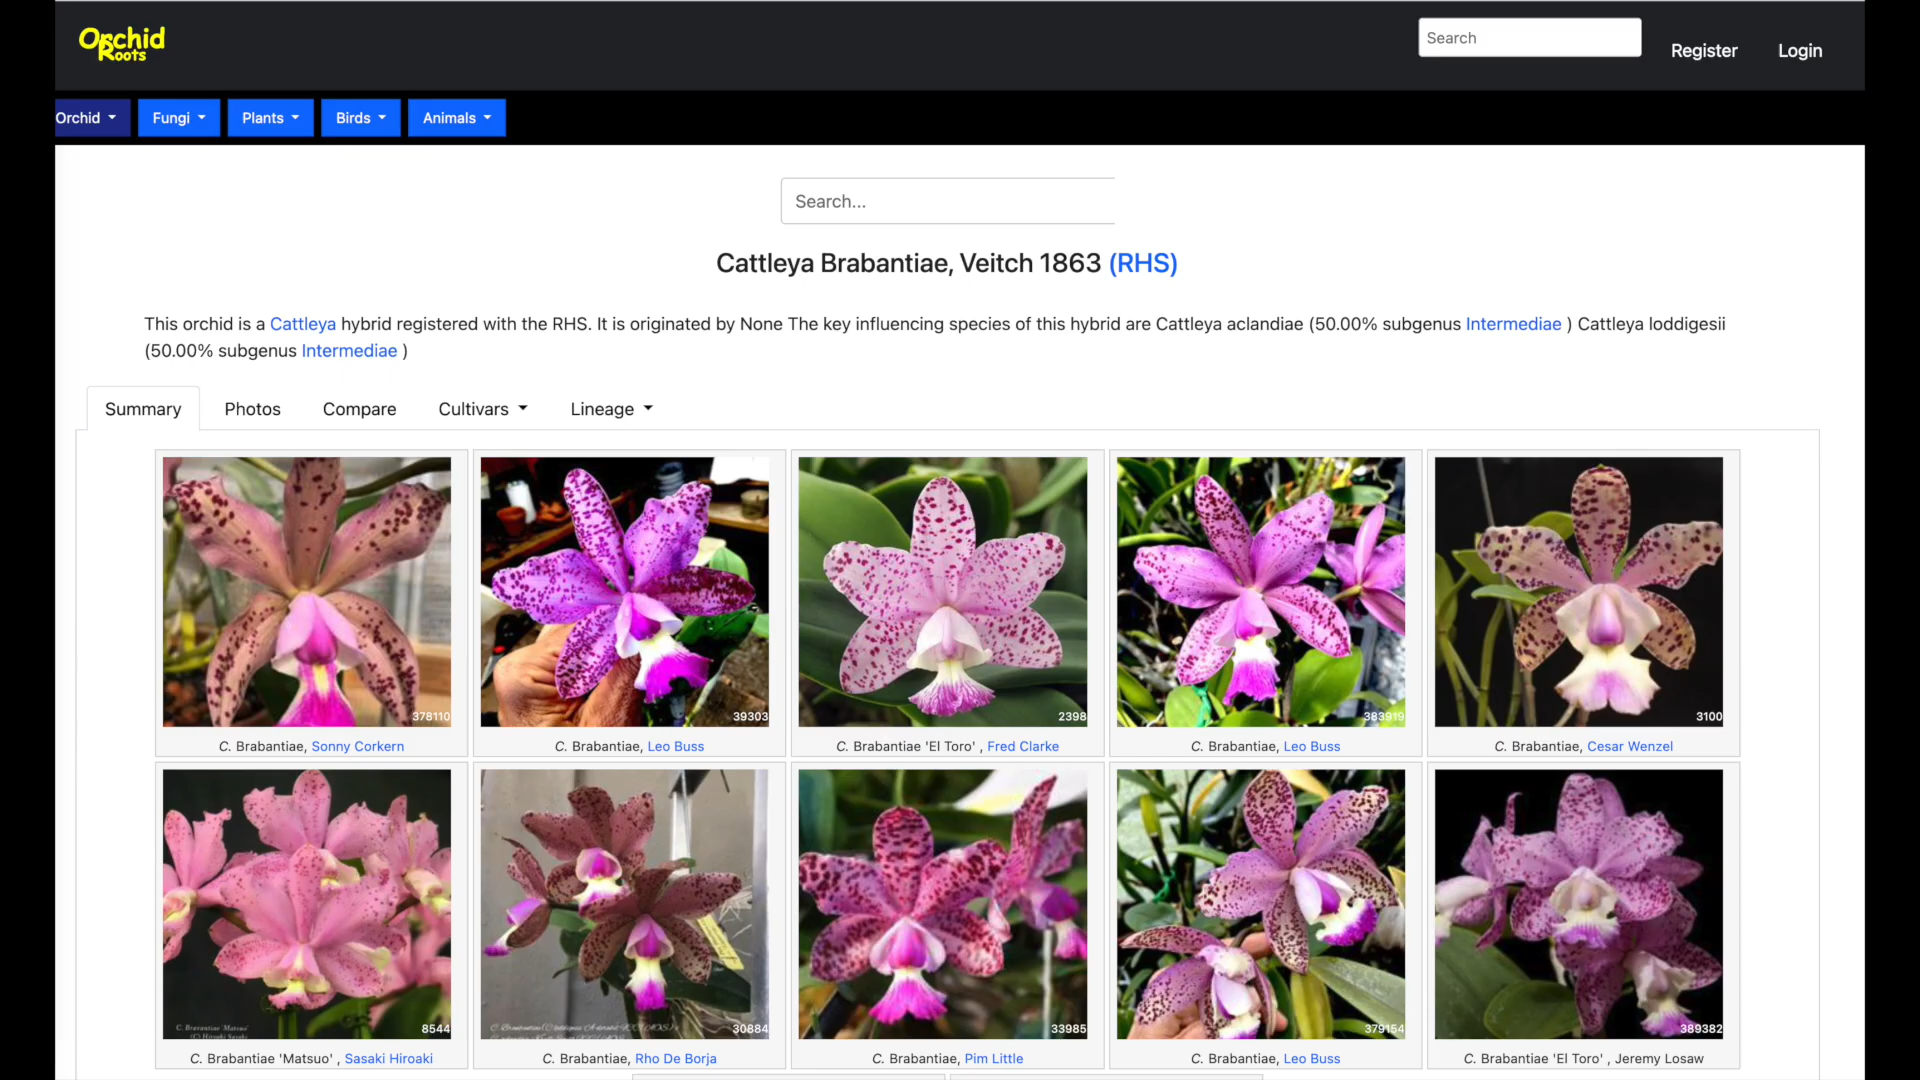 Orchid
Roots
Search
Register
Login
Orchid
Fungi
Plants
Birds
Animals
Search...
Cattleya Brabantiae, Veitch 1863 (RHS)
This orchid is a Cattleya hybrid registered with the RHS. It is originated by None The key influencing species of this hybrid are Cattleya aclandiae (50.00% subgenus Intermediae ) Cattleya loddigesii
(50.00% subgenus Intermediae )
Summary
Photos
Compare
Cultivars
Lineage
378110
39303
2398
383919
3100
C. Brabantiae, Sonny Corkern
C. Brabantiae, Leo Buss
C. Brabantiae 'El Toro' , Fred Clarke
C. Brabantiae, Leo Buss
C. Brabantiae, Cesar Wenzel
C. Brabantiae 'Matsuo'
(C) Hiroaki Sasaki
8544
30884
33985
379154
389382
C. Brabantiae 'Matsuo' , Sasaki Hiroaki
C. Brabantiae, Rho De Borja
C. Brabantiae, Pim Little
C. Brabantiae, Leo Buss
C. Brabantiae 'El Toro' , Jeremy Losaw